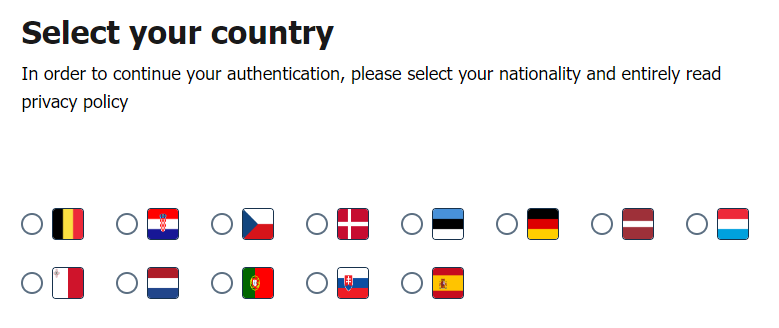 Select your country
In order to continue your authentication, please select your nationality and entirely read
privacy policy